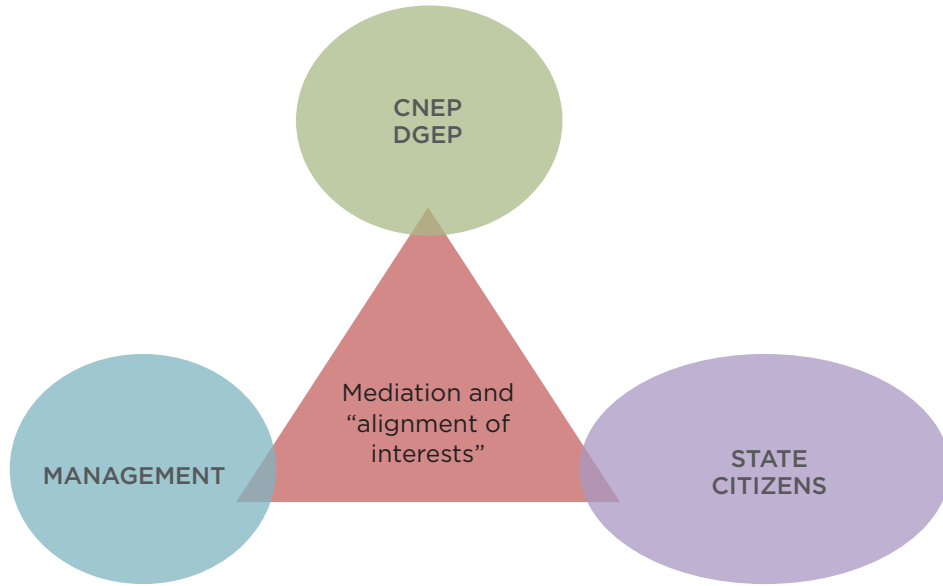 CNEP
DGEP
Mediation and
“alignment of
interests”
MANAGEMENT
STATE
CITIZENS